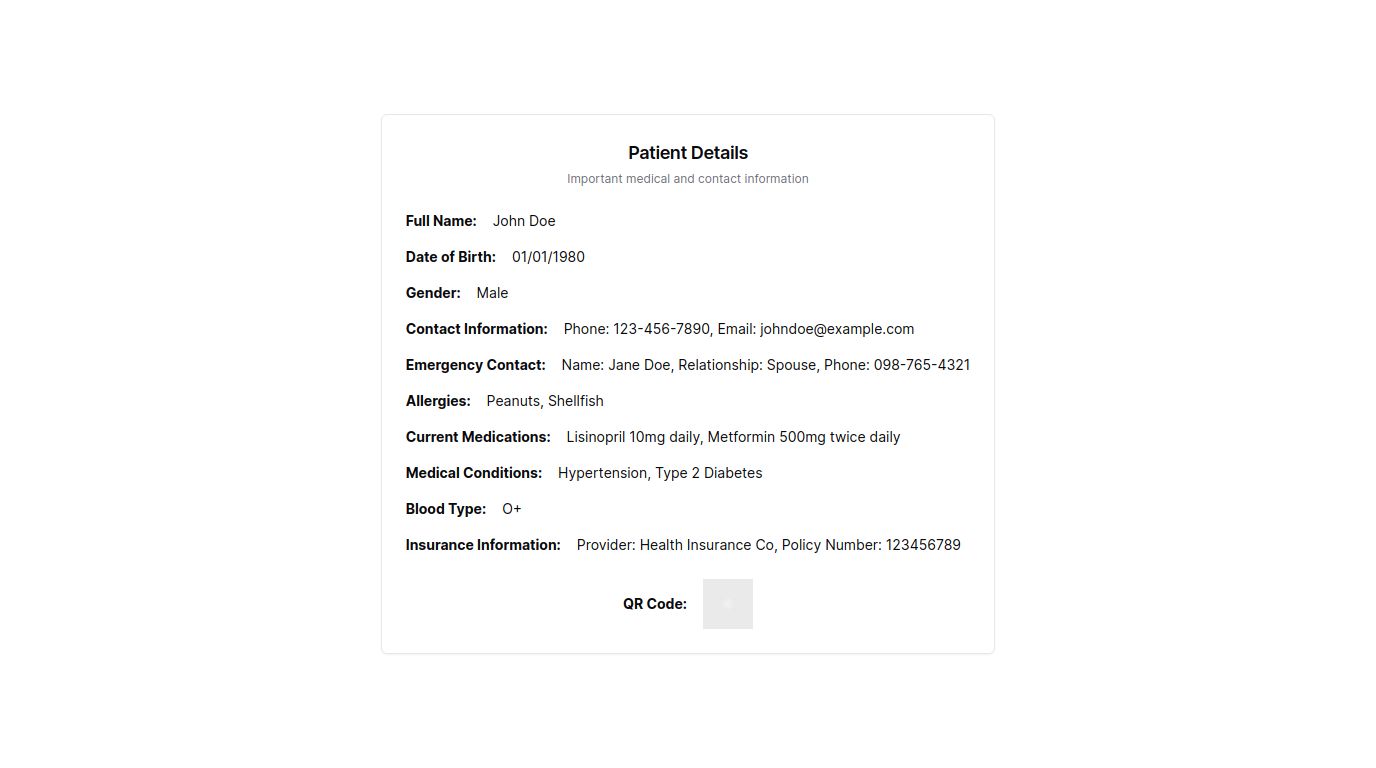 Patient Details
Important medical and contact information
Full Name: John Doe
Date of Birth: 01/01/1980
Gender: Male
Contact Information: Phone: 123-456-7890, Email: johndoe@example.com
Emergency Contact: Name: Jane Doe, Relationship: Spouse, Phone: 098-765-4321
Allergies: Peanuts, Shellfish
Current Medications: Lisinopril 10mg daily, Metformin 500mg twice daily
Medical Conditions: Hypertension, Type 2 Diabetes
Blood Type: O+
Insurance Information: Provider: Health Insurance Co, Policy Number: 123456789
QR Code: